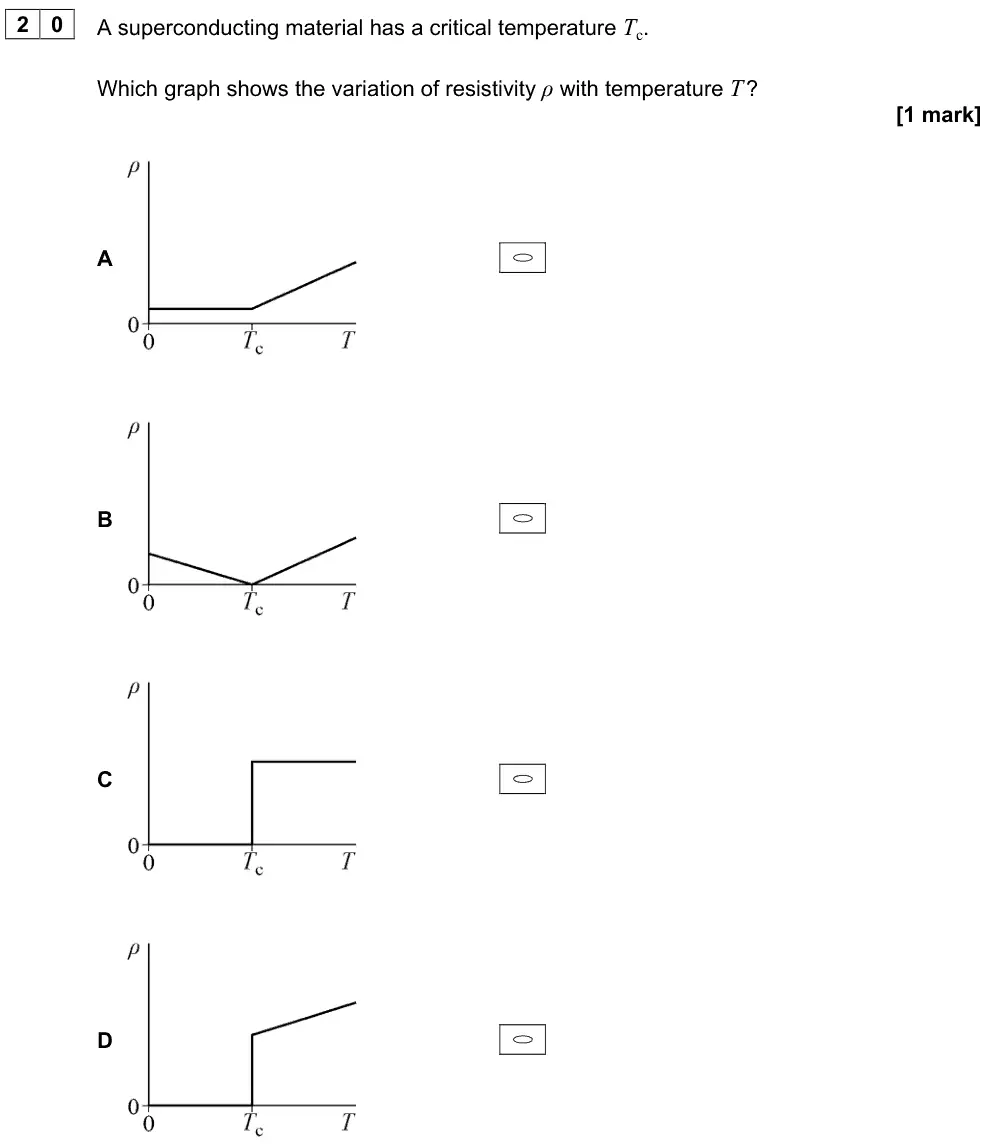 2 0 A superconducting material has a critical temperature Tc.
Which graph shows the variation of resistivity ρ with temperature T?
[1 mark]
ρ
A
0
0 Tc T
ρ
B
0
0 Tc T
ρ
C
0
0 Tc T
ρ
D
0
0 Tc T